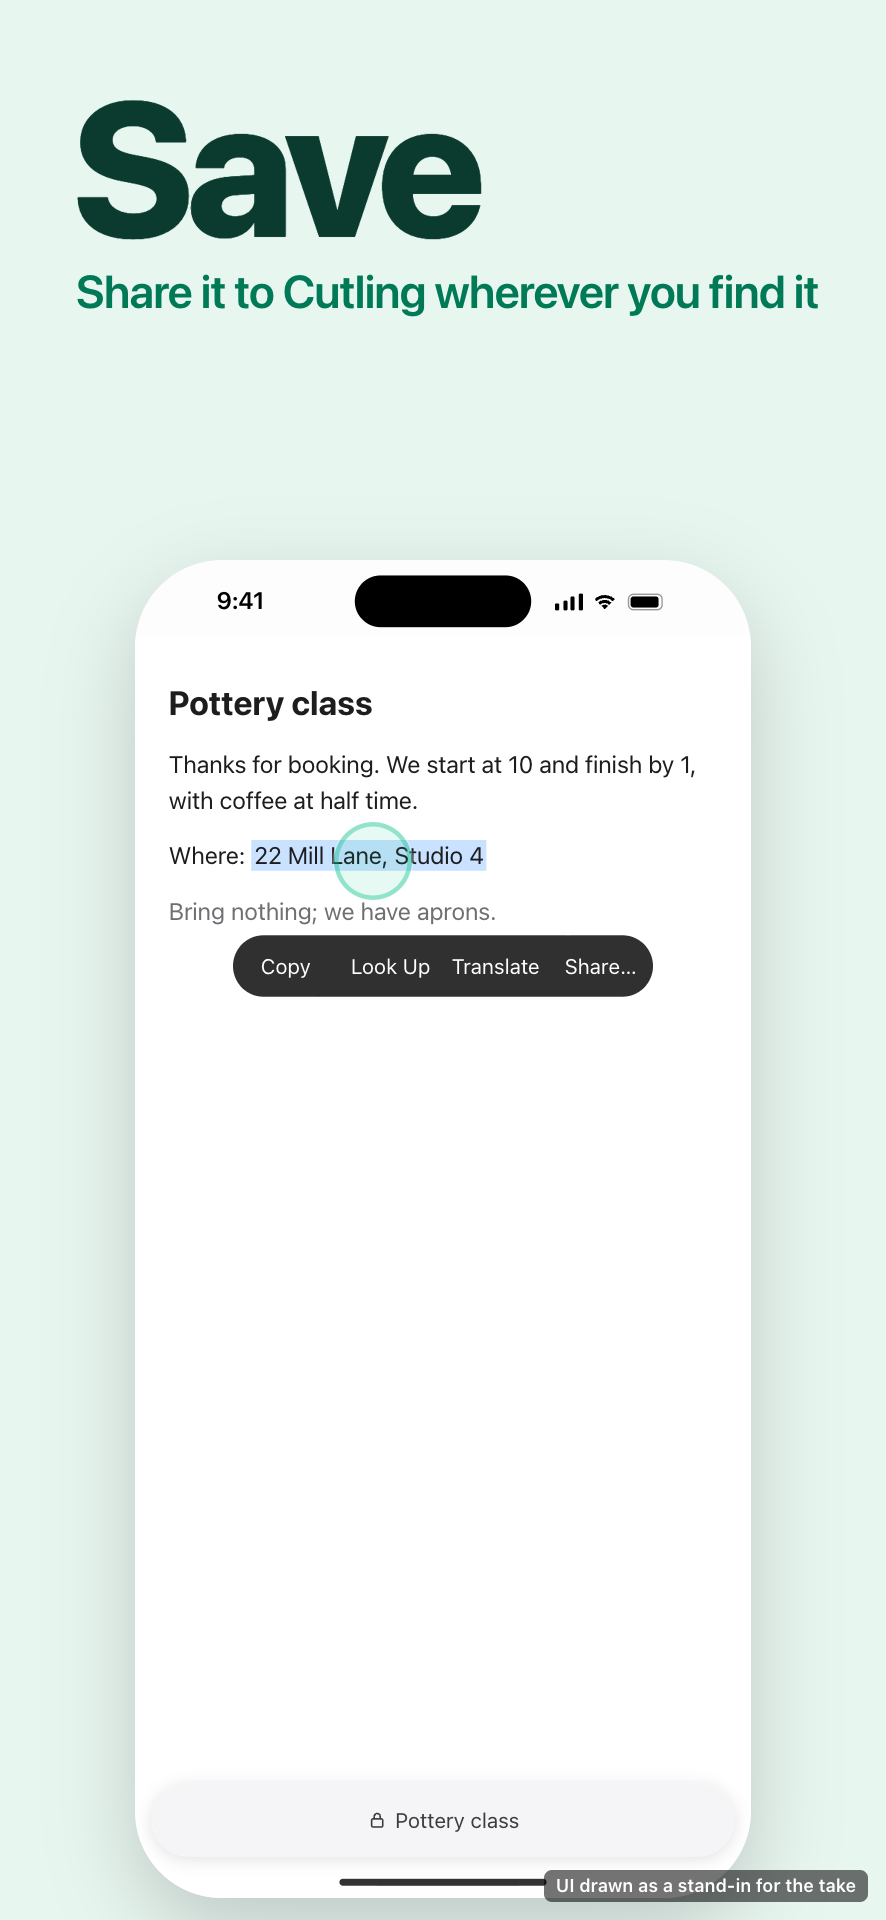 Save
Share it to Cutling wherever you find it
9:41
Pottery class
Thanks for booking. We start at 10 and finish by 1,
with coffee at half time.
Where: 22 Mill Lane, Studio 4
Bring nothing; we have aprons.
Copy Look Up Translate Share...
Pottery class
UI drawn as a stand-in for the take